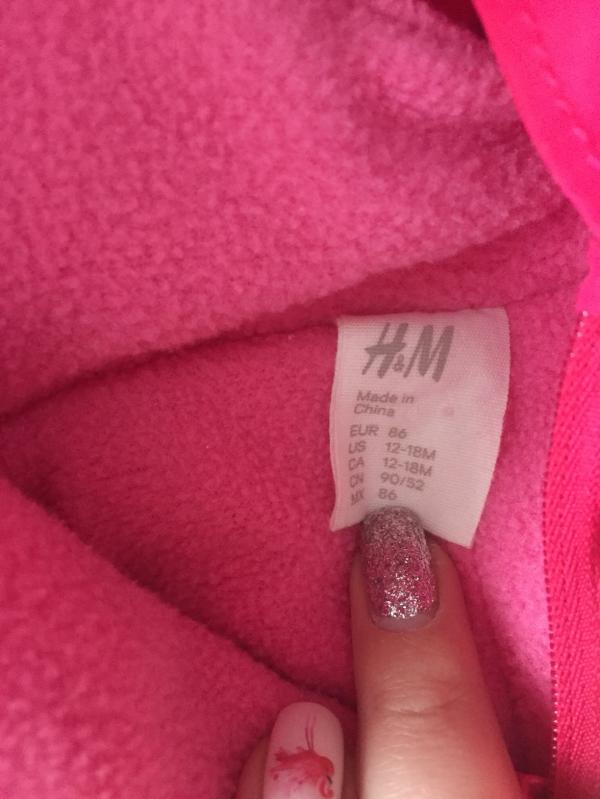 H&M
Made in
China
EUR 86
US 12-18M
CA 12-18M
CN 90/52
MX 86